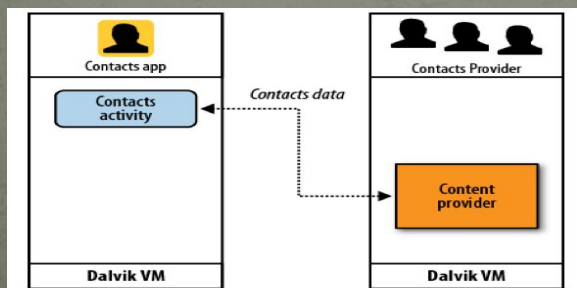 Contacts app
Contacts
activity
Dalvik VM
Contacts data
Contacts Provider
Content
provider
Dalvik VM